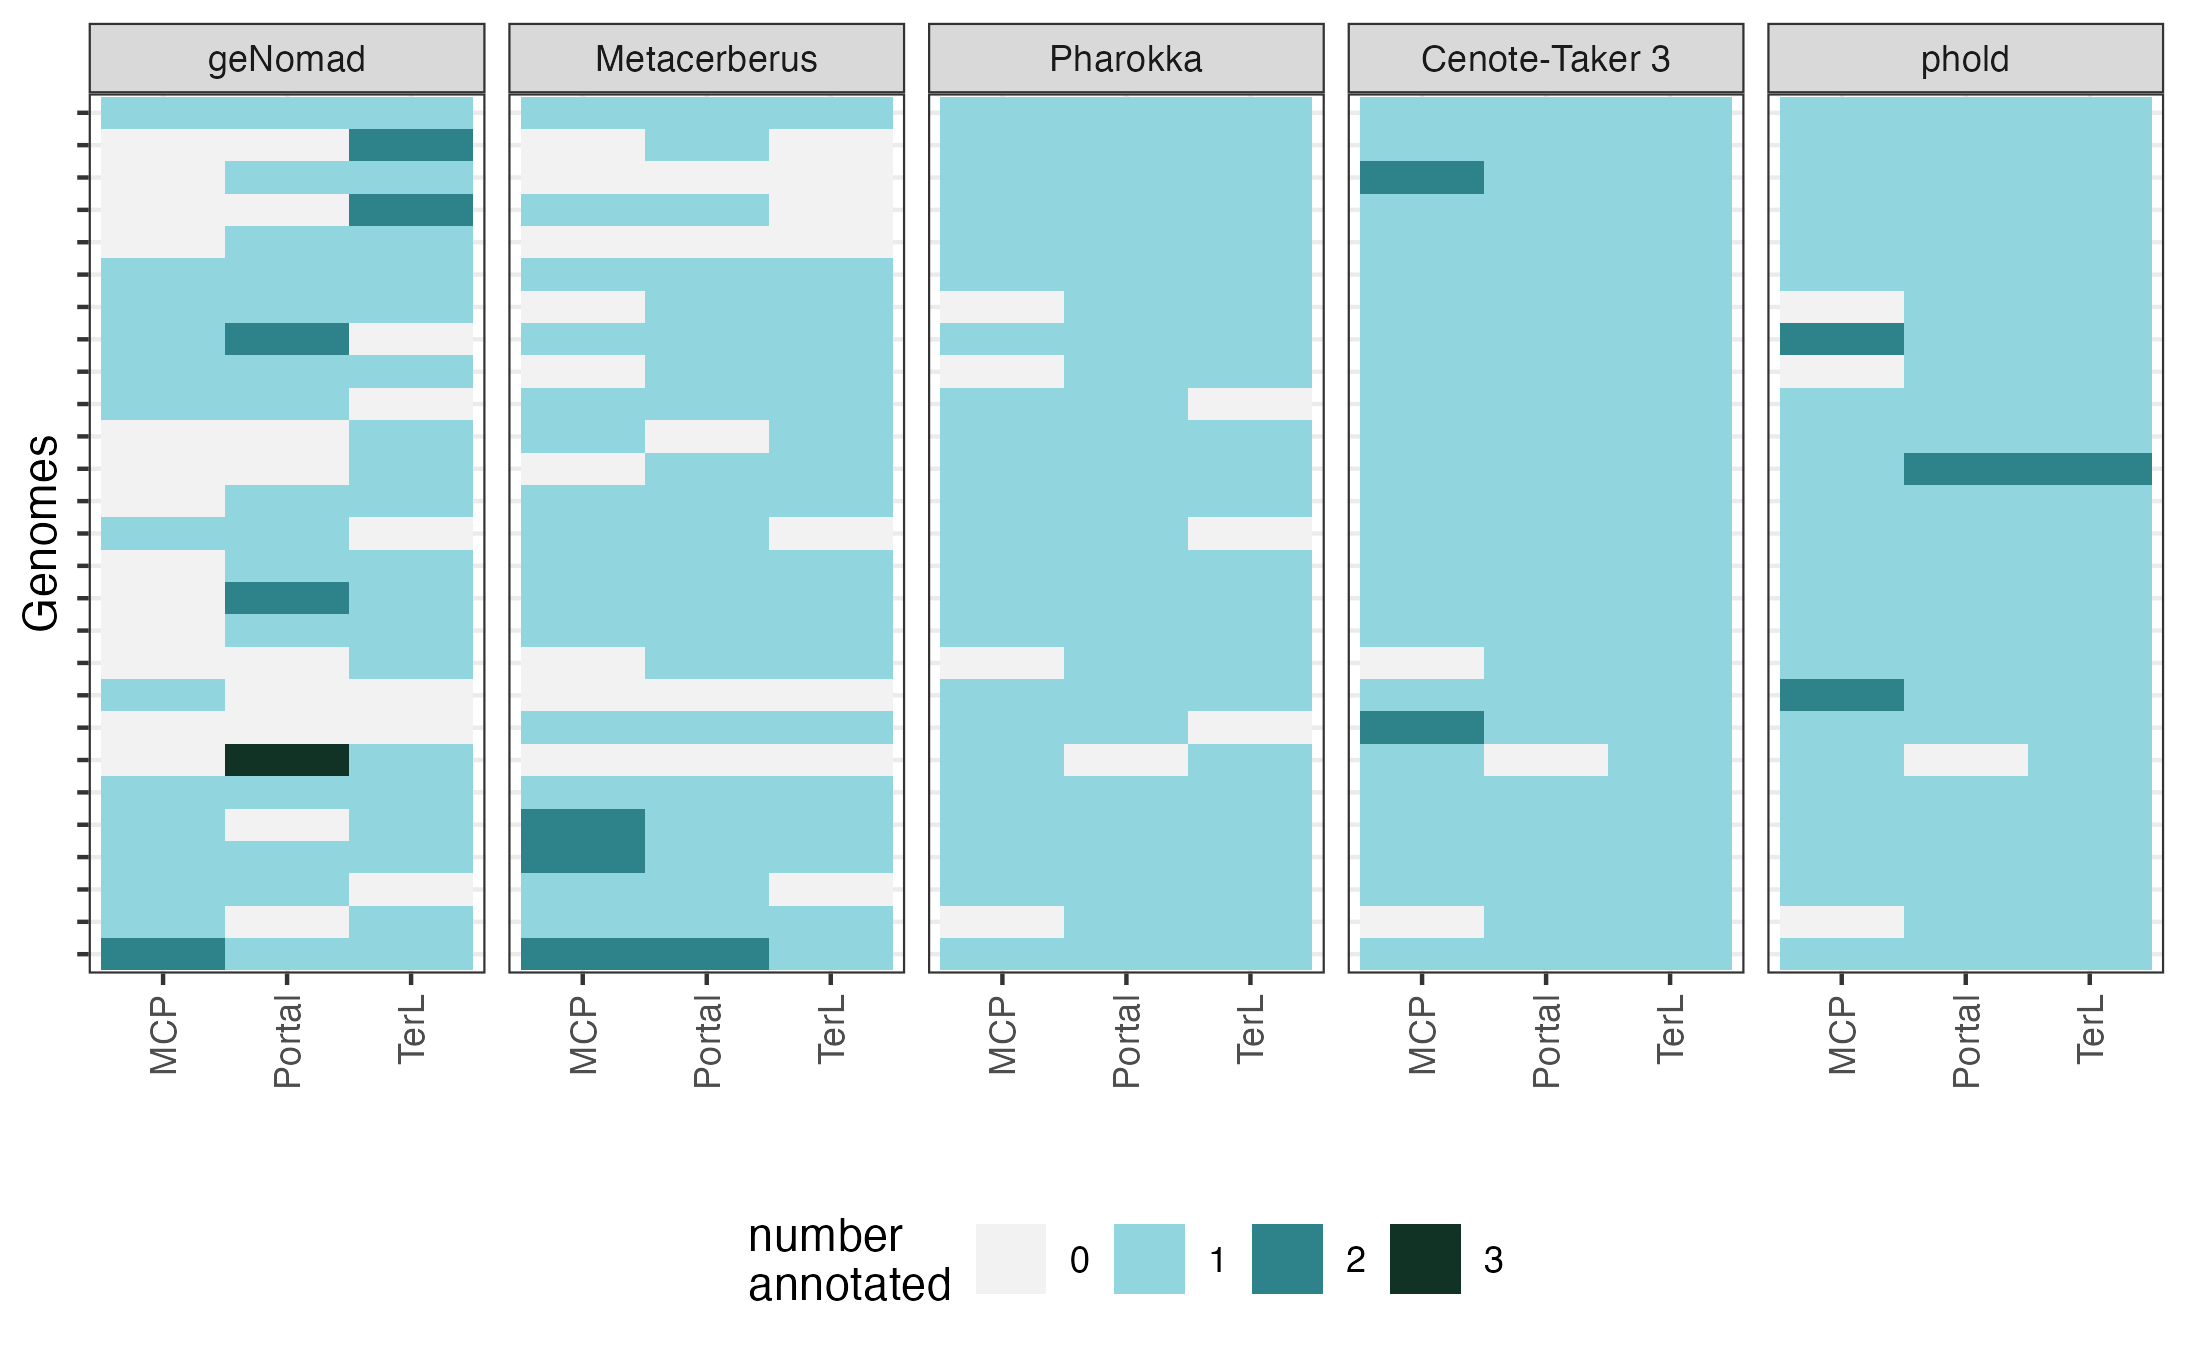 geNomad
Metacerberus
Pharokka
Cenote-Taker 3
phold
Genomes
MCP
Portal
TerL
MCP
Portal
TerL
MCP
Portal
TerL
MCP
Portal
TerL
MCP
Portal
TerL
number
annotated
0
1
2
3